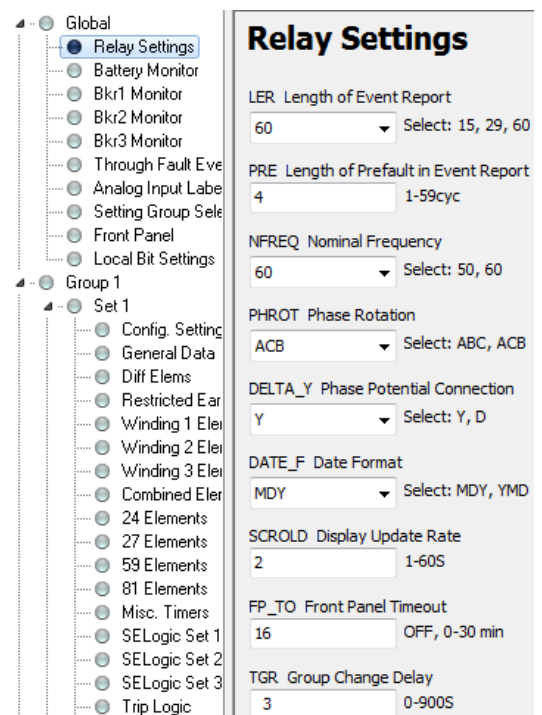 Global
Relay Settings
Battery Monitor
Bkr1 Monitor
Bkr2 Monitor
Bkr3 Monitor
Through Fault Eve
Analog Input Labe
Setting Group Sele
Front Panel
Local Bit Settings
Group 1
Set 1
Config. Setting
General Data
Diff Elems
Restricted Ear
Winding 1 Eler
Winding 2 Eler
Winding 3 Eler
Combined Eler
24 Elements
27 Elements
59 Elements
81 Elements
Misc. Timers
SELogic Set 1
SELogic Set 2
SELogic Set 3
Trip Logic
Relay Settings
LER Length of Event Report
60 Select: 15, 29, 60
PRE Length of Prefault in Event Report
4 1-59cyc
NFREQ Nominal Frequency
60 Select: 50, 60
PHROT Phase Rotation
ACB Select: ABC, ACB
DELTA_Y Phase Potential Connection
Y Select: Y, D
DATE_F Date Format
MDY Select: MDY, YMD
SCROLD Display Update Rate
2 1-60S
FP_TO Front Panel Timeout
16 OFF, 0-30 min
TGR Group Change Delay
3 0-900S